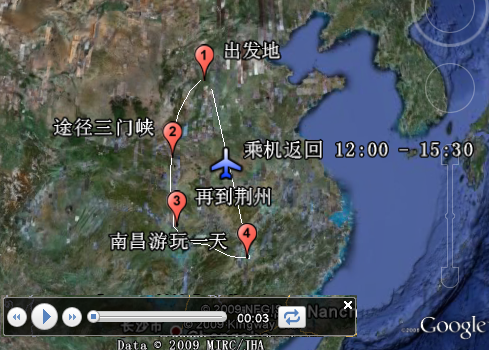 1
出发地
2
途径三门峡
乘机返回 12:00 - 15:30
3
再到荆州
4
南昌游玩一天
00:03
长沙市
Nanch
© 2009 Kingway
Data © 2009 MIRC/JHA
©2009 Google